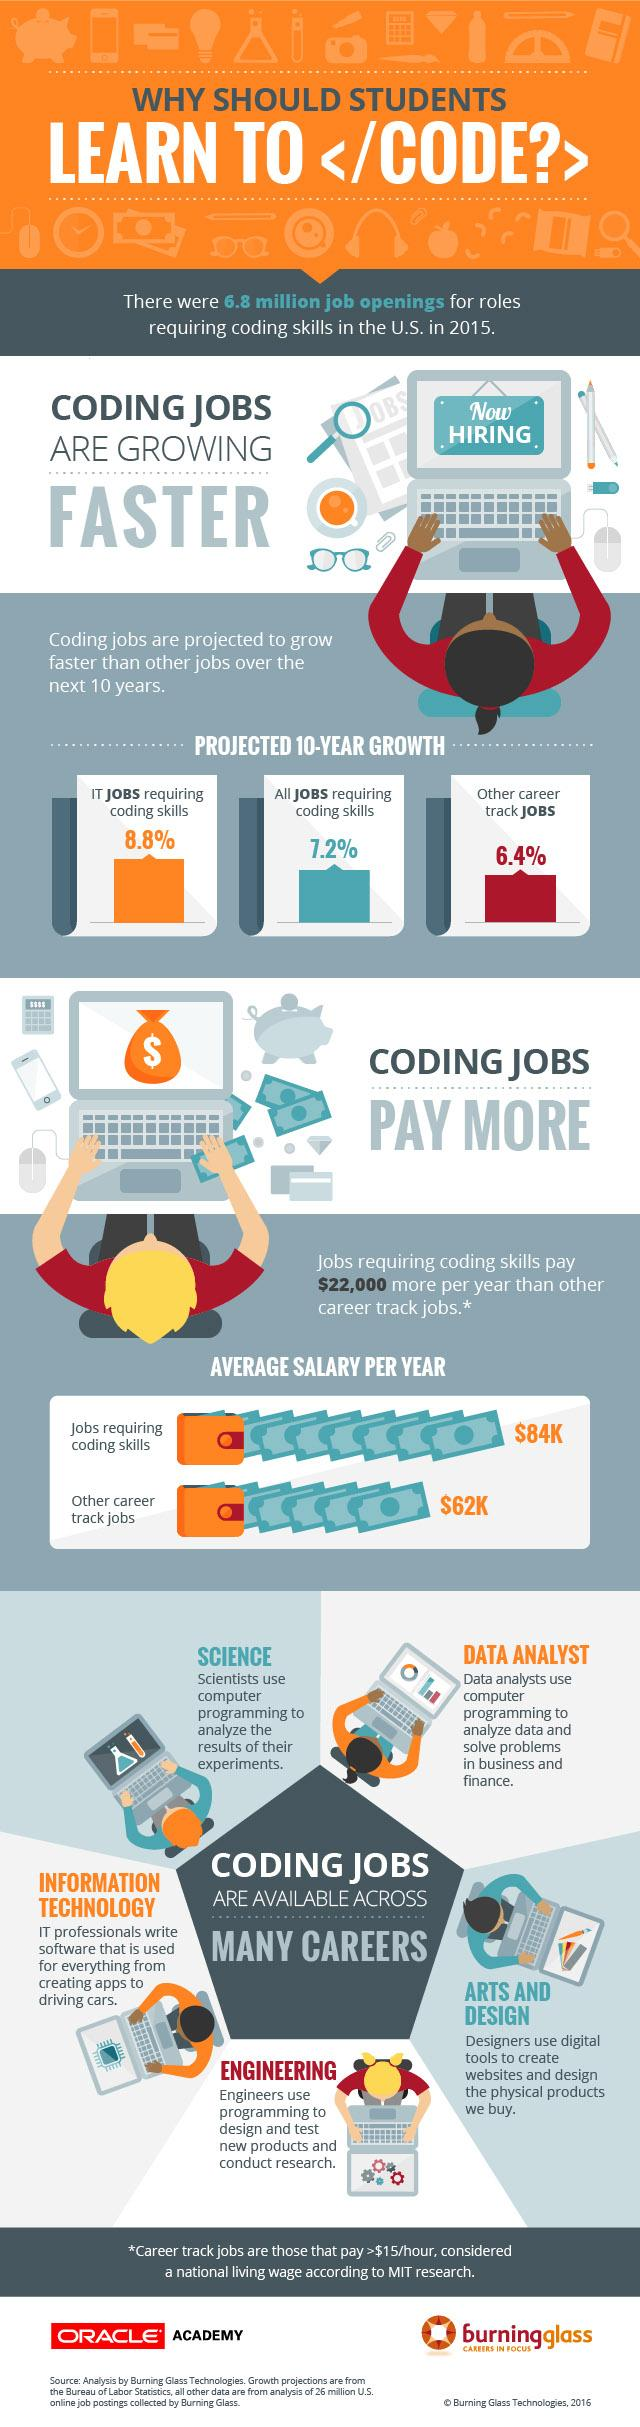 WHY SHOULD STUDENTS
LEARN TO </CODE?>
There were 6.8 million job openings for roles
requiring coding skills in the U.S. in 2015.
CODING JOBS
ARE GROWING
FASTER
JOBS
Now
HIRING
Coding jobs are projected to grow
faster than other jobs over the
next 10 years.
PROJECTED 10-YEAR GROWTH
IT JOBS requiring
coding skills
8.8%
All JOBS requiring
coding skills
7.2%
Other career
track JOBS
6.4%
$$$$
$
CODING JOBS
PAY MORE
Jobs requiring coding skills pay
$22,000 more per year than other
career track jobs.*
AVERAGE SALARY PER YEAR
Jobs requiring
coding skills
$84K
Other career
track jobs
$62K
SCIENCE
Scientists use
computer
programming to
analyze the
results of their
experiments.
DATA ANALYST
Data analysts use
computer
programming to
analyze data and
solve problems
in business and
finance.
CODING JOBS
ARE AVAILABLE ACROSS
MANY CAREERS
INFORMATION
TECHNOLOGY
IT professionals write
software that is used
for everything from
creating apps to
driving cars.
ARTS AND
DESIGN
Designers use digital
tools to create
websites and design
the physical products
we buy.
ENGINEERING
Engineers use
programming to
design and test
new products and
conduct research.
*Career track jobs are those that pay >$15/hour, considered
a national living wage according to MIT research.
ORACLE ACADEMY
burningglass
CAREERS IN FOCUS
Source: Analysis by Burning Glass Technologies. Growth projections are from
the Bureau of Labor Statistics, all other data are from analysis of 26 million U.S.
online job postings collected by Burning Glass.
© Burning Glass Technologies, 2016